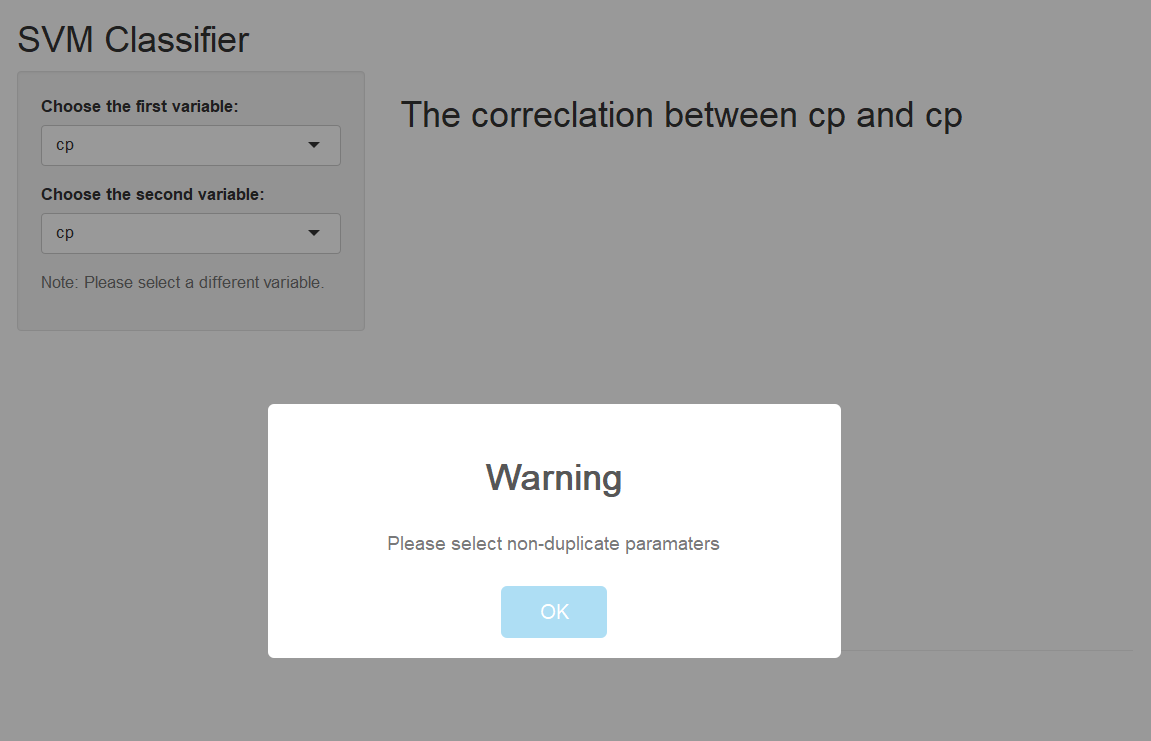 SVM Classifier
Choose the first variable:
cp
Choose the second variable:
cp
Note: Please select a different variable.
The correclation between cp and cp
Warning
Please select non-duplicate paramaters
OK